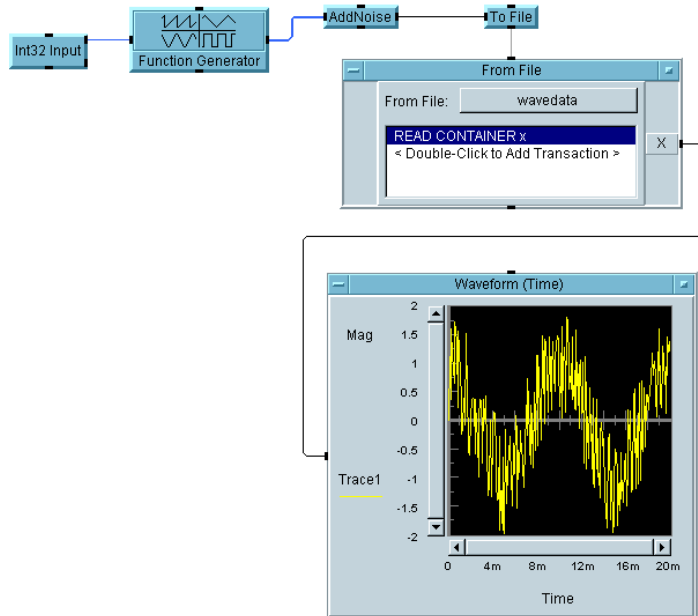 AddNoise
To File
Int32 Input
Function Generator
From File
From File: wavedata
READ CONTAINER x
< Double-Click to Add Transaction >
X
Waveform (Time)
Mag
Trace1
2
1.5
1
0.5
0
-0.5
-1
-1.5
-2
0 4m 8m 12m 16m 20m
Time